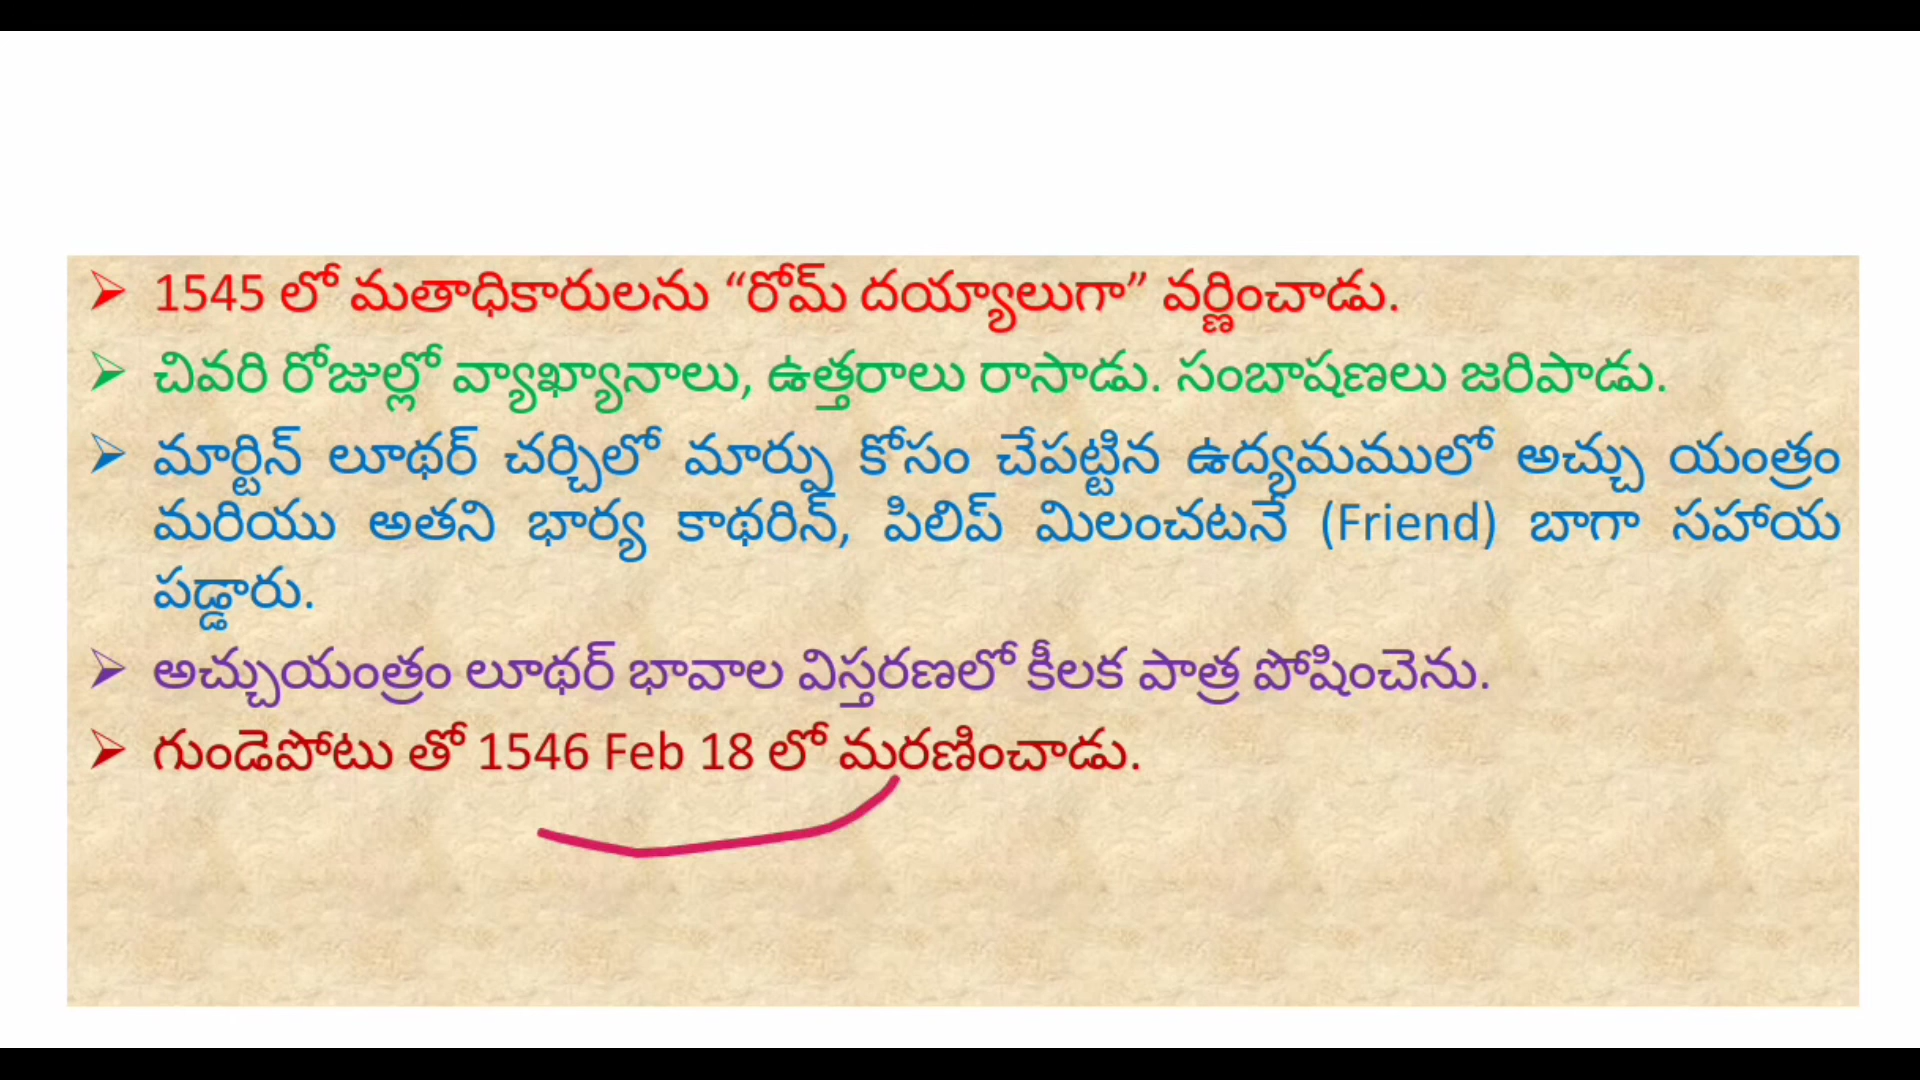 ➢ 1545 లో మతాధికారులను “రోమ్ దయ్యాలుగా” వర్ణించాడు.
➢ చివరి రోజుల్లో వ్యాఖ్యానాలు, ఉత్తరాలు రాసాడు. సంబాషణలు జరిపాడు.
➢ మార్టిన్ లూథర్ చర్చిలో మార్పు కోసం చేపట్టిన ఉద్యమములో అచ్చు యంత్రం
మరియు అతని భార్య కాథరిన్, పిలిప్ మిలంచటనే (Friend) బాగా సహాయ
పడ్డారు.
➢ అచ్చుయంత్రం లూథర్ భావాల విస్తరణలో కీలక పాత్ర పోషించెను.
➢ గుండెపోటు తో 1546 Feb 18 లో మరణించాడు.